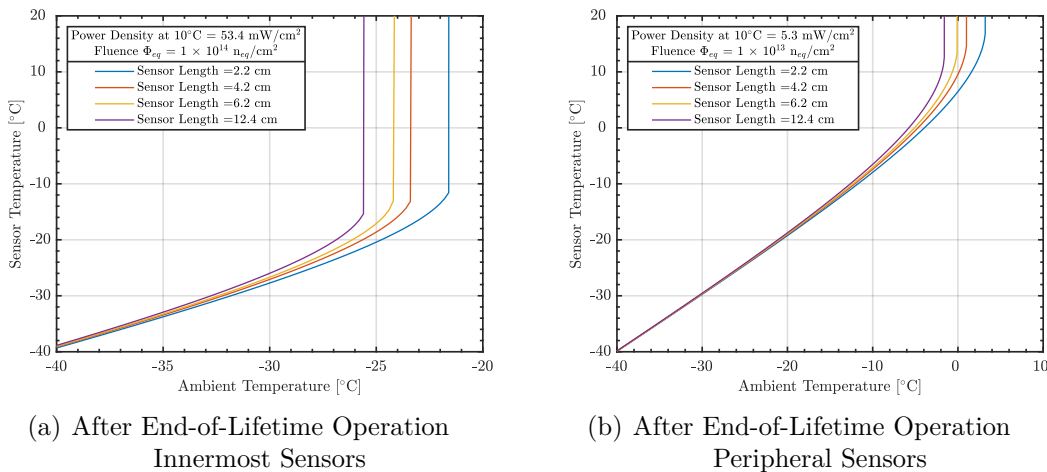 Power Density at 10°C = 53.4 mW/cm²
Fluence Φ_eq = 1 × 10¹⁴ n_eq/cm²
Sensor Length =2.2 cm
Sensor Length =4.2 cm
Sensor Length =6.2 cm
Sensor Length =12.4 cm
Sensor Temperature [°C]
20
10
0
-10
-20
-30
-40
-40 -35 -30 -25 -20
Ambient Temperature [°C]
(a) After End-of-Lifetime Operation
Innermost Sensors
Power Density at 10°C = 5.3 mW/cm²
Fluence Φ_eq = 1 × 10¹³ n_eq/cm²
Sensor Length =2.2 cm
Sensor Length =4.2 cm
Sensor Length =6.2 cm
Sensor Length =12.4 cm
Sensor Temperature [°C]
20
10
0
-10
-20
-30
-40
-40 -30 -20 -10 0 10
Ambient Temperature [°C]
(b) After End-of-Lifetime Operation
Peripheral Sensors